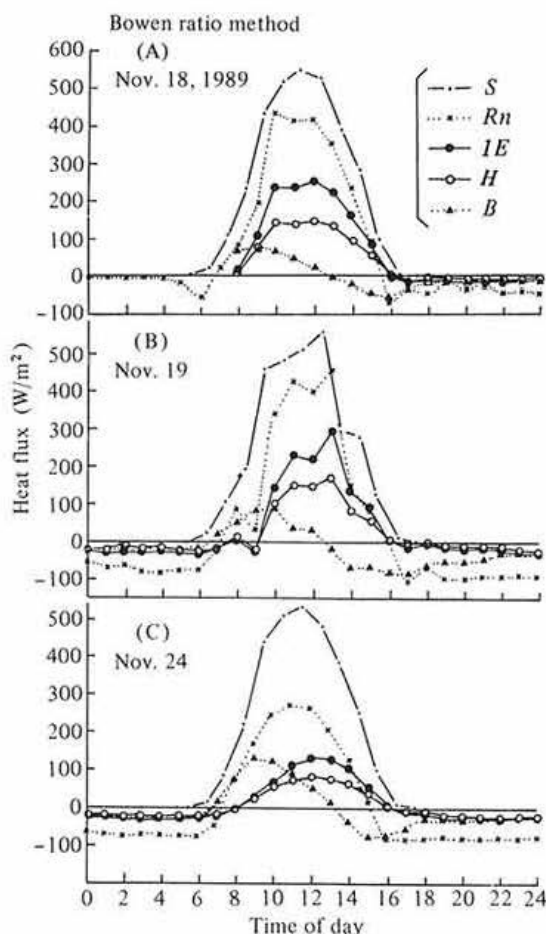 Bowen ratio method
(A)
Nov. 18, 1989
S
Rn
1E
H
B
600
500
400
300
200
100
0
-100
(B)
Nov. 19
500
400
300
200
100
0
-100
Heat flux (W/m²)
(C)
Nov. 24
500
400
300
200
100
0
-100
0 2 4 6 8 10 12 14 16 18 20 22 24
Time of day